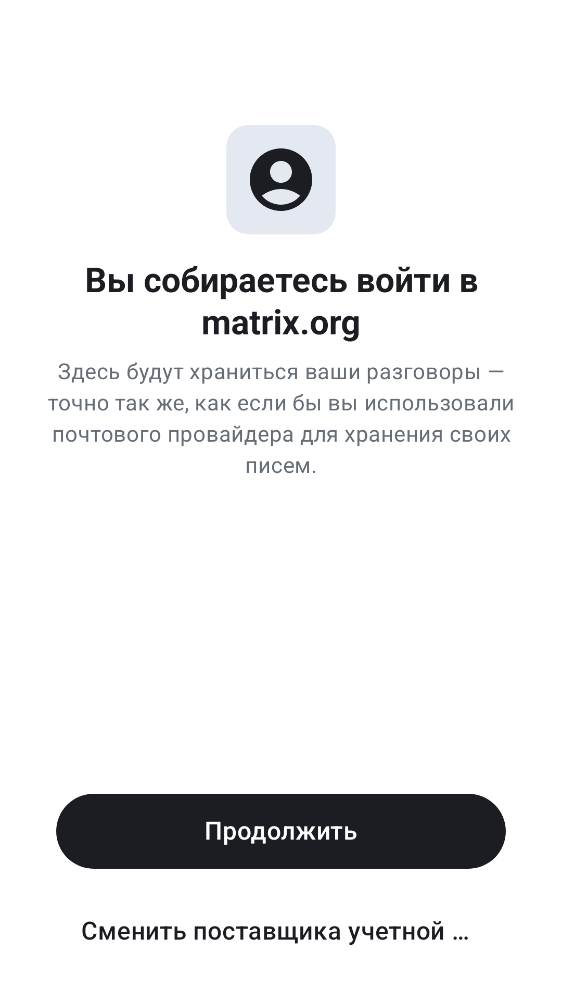 Вы собираетесь войти в
matrix.org
Здесь будут храниться ваши разговоры —
точно так же, как если бы вы использовали
почтового провайдера для хранения своих
писем.
Продолжить
Сменить поставщика учетной ...